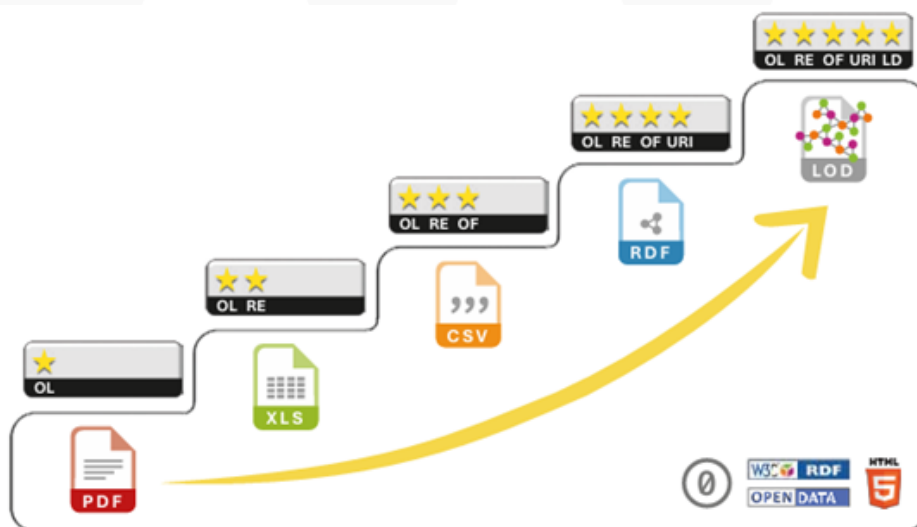 OL RE OF URI LD
LOD
OL RE OF URI
RDF
OL RE OF
,,,
CSV
OL RE
XLS
OL
PDF
0
W3C RDF
OPEN DATA
HTML
5